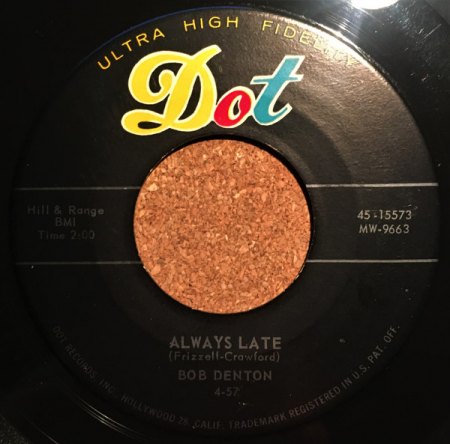 ULTRA HIGH FIDELITY
Dot
Hill & Range
BMI
Time 2:00
45-15573
MW-9663
ALWAYS LATE
(Frizzell-Crawford)
BOB DENTON
4-57
DOT RECORDS, INC., HOLLYWOOD 28, CALIF. TRADEMARK REGISTERED IN U.S. PAT. OFF.